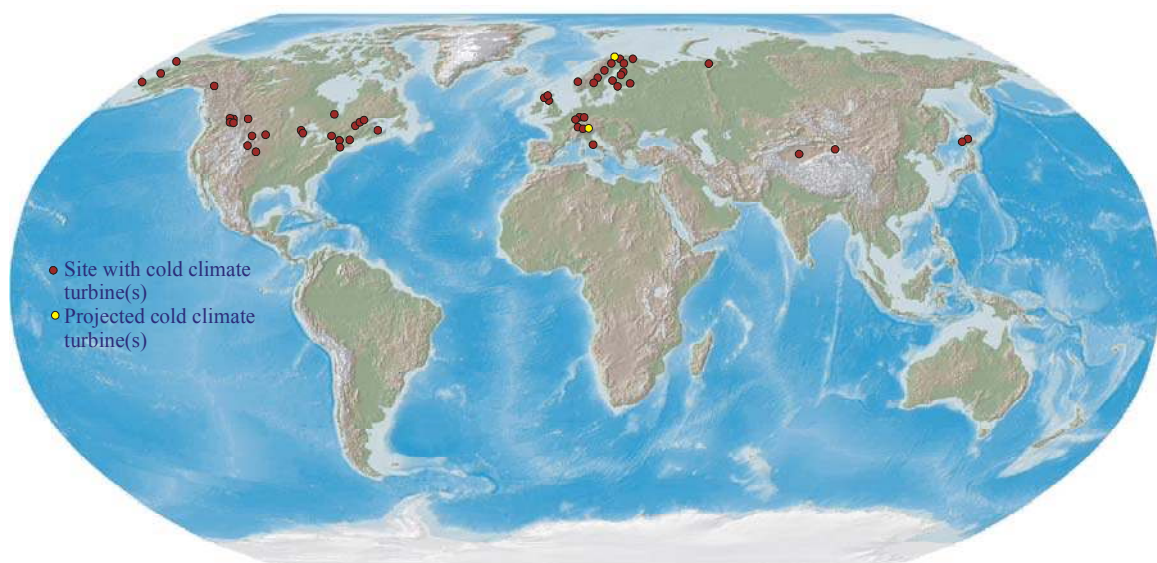 Site with cold climate
turbine(s)
Projected cold climate
turbine(s)